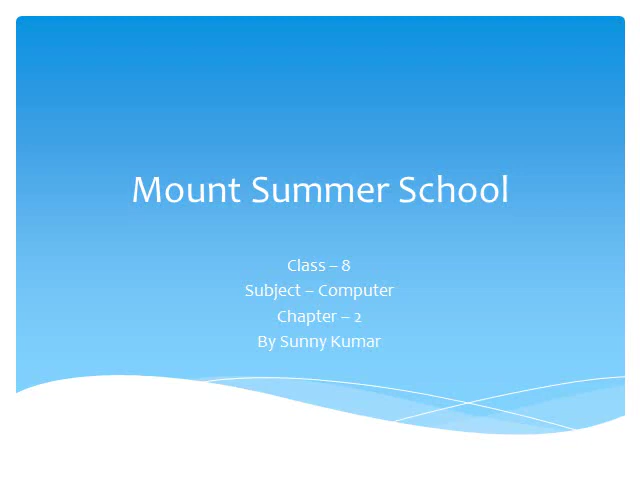 Mount Summer School
Class – 8
Subject – Computer
Chapter – 2
By Sunny Kumar